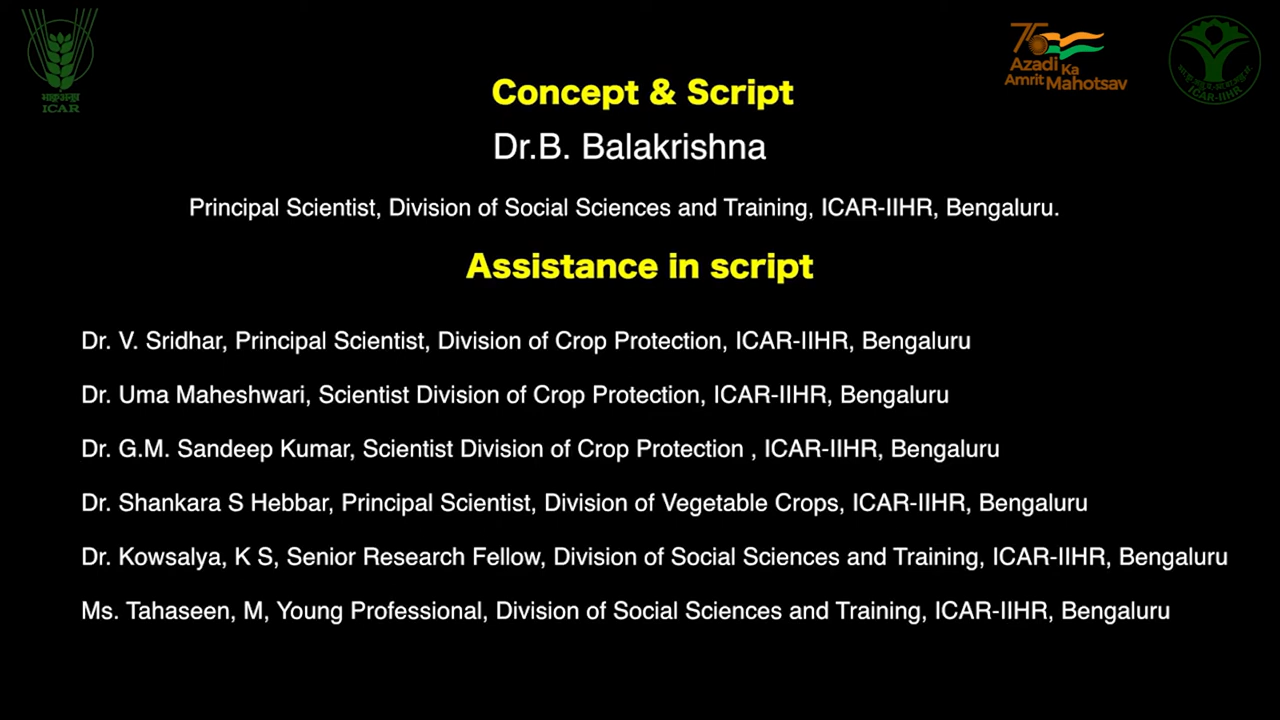 ICAR
75
Azadi
Ka
Amrit Mahotsav
ICAR-IIHR
Concept & Script
Dr.B. Balakrishna
Principal Scientist, Division of Social Sciences and Training, ICAR-IIHR, Bengaluru.
Assistance in script
Dr. V. Sridhar, Principal Scientist, Division of Crop Protection, ICAR-IIHR, Bengaluru
Dr. Uma Maheshwari, Scientist Division of Crop Protection, ICAR-IIHR, Bengaluru
Dr. G.M. Sandeep Kumar, Scientist Division of Crop Protection , ICAR-IIHR, Bengaluru
Dr. Shankara S Hebbar, Principal Scientist, Division of Vegetable Crops, ICAR-IIHR, Bengaluru
Dr. Kowsalya, K S, Senior Research Fellow, Division of Social Sciences and Training, ICAR-IIHR, Bengaluru
Ms. Tahaseen, M, Young Professional, Division of Social Sciences and Training, ICAR-IIHR, Bengaluru